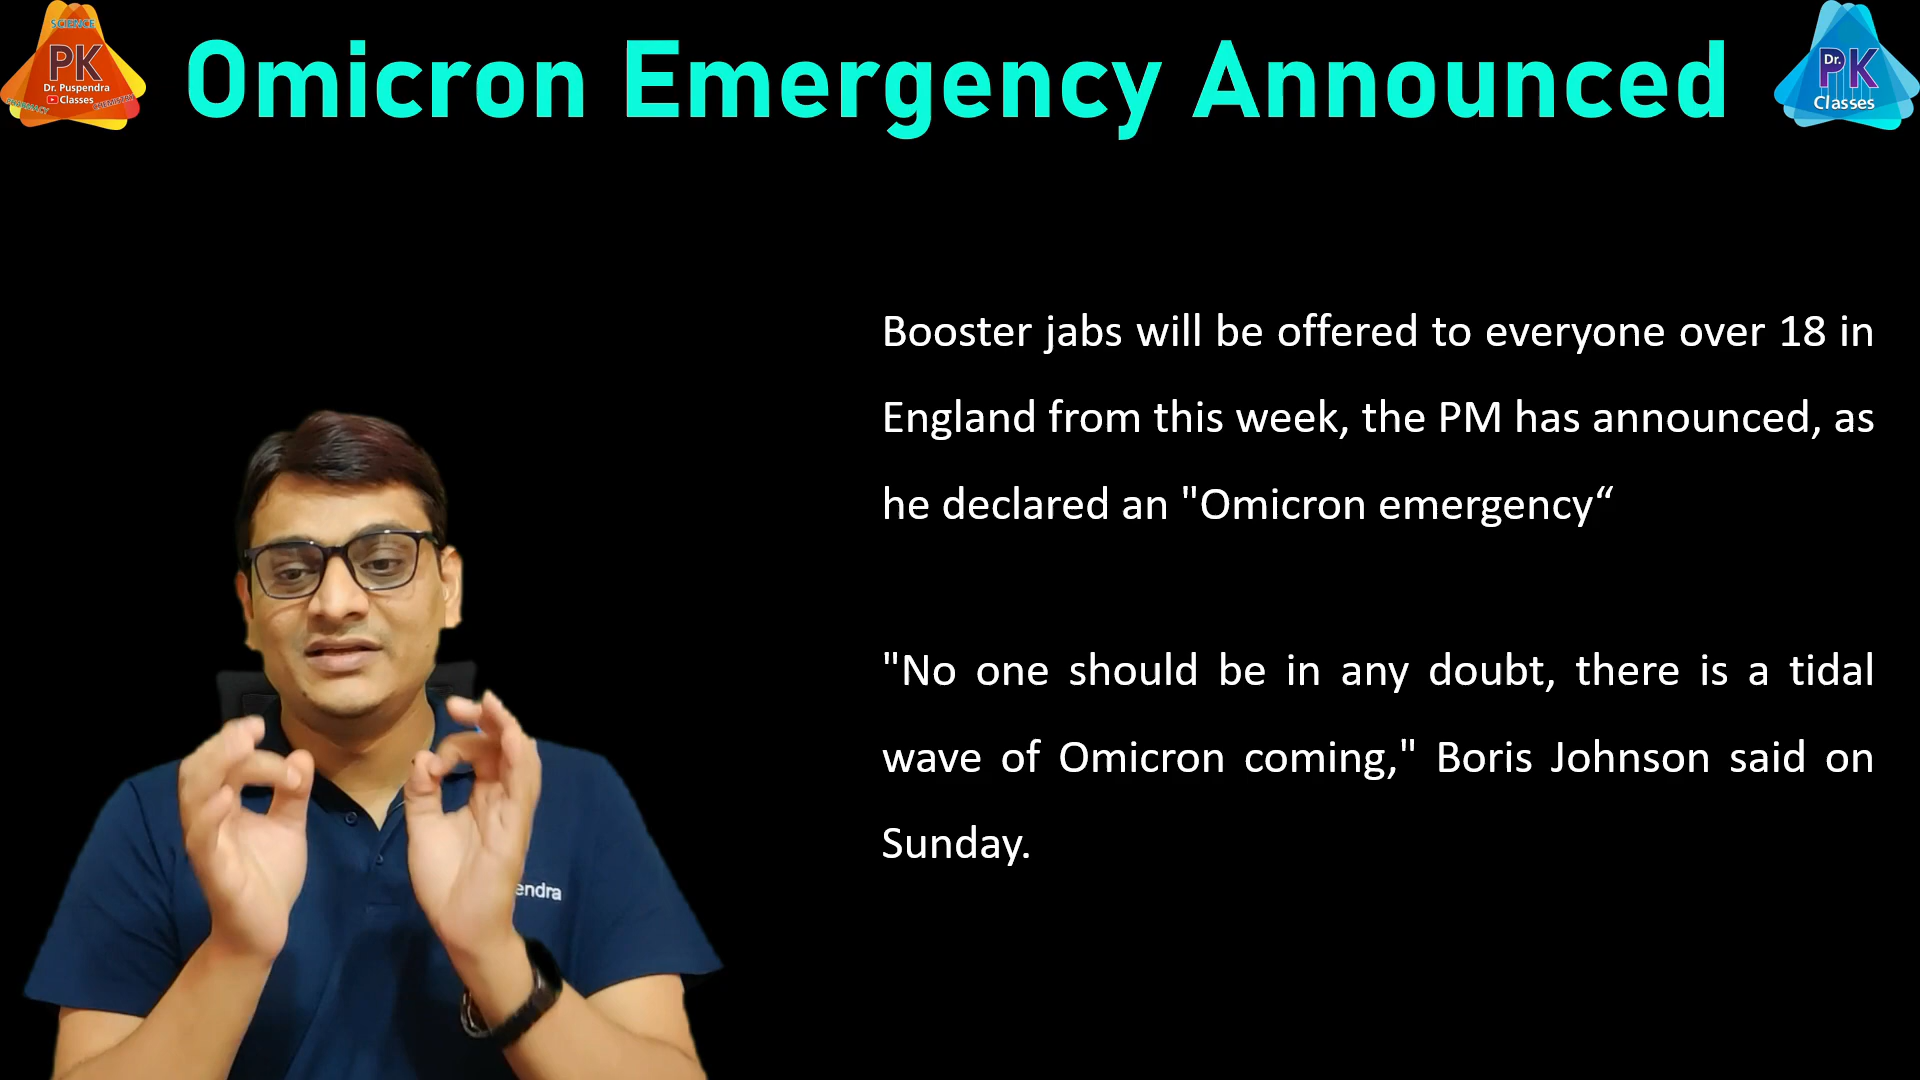 SCIENCE
PK
Dr. Puspendra
Classes
PHARMACY
CHEMISTRY
Omicron Emergency Announced
Dr.
PK
Classes
Booster jabs will be offered to everyone over 18 in
England from this week, the PM has announced, as
he declared an "Omicron emergency“
"No one should be in any doubt, there is a tidal
wave of Omicron coming," Boris Johnson said on
Sunday.
endra